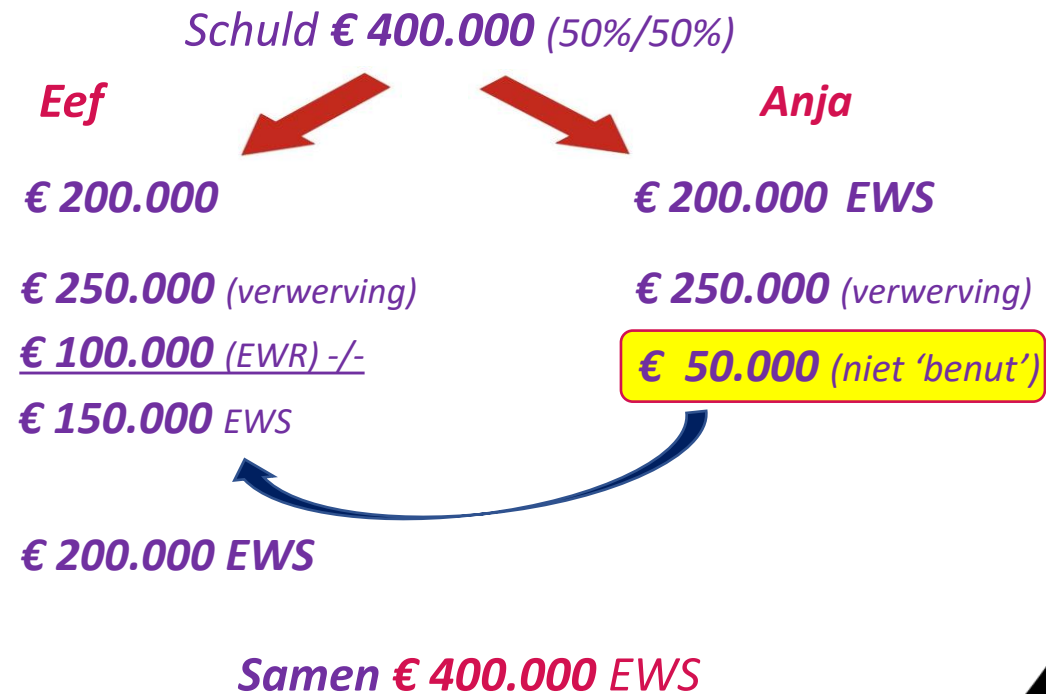 Schuld € 400.000 (50%/50%)
Eef
Anja
€ 200.000
€ 200.000 EWS
€ 250.000 (verwerving)
€ 250.000 (verwerving)
€ 100.000 (EWR) -/-
€ 50.000 (niet ‘benut’)
€ 150.000 EWS
€ 200.000 EWS
Samen € 400.000 EWS